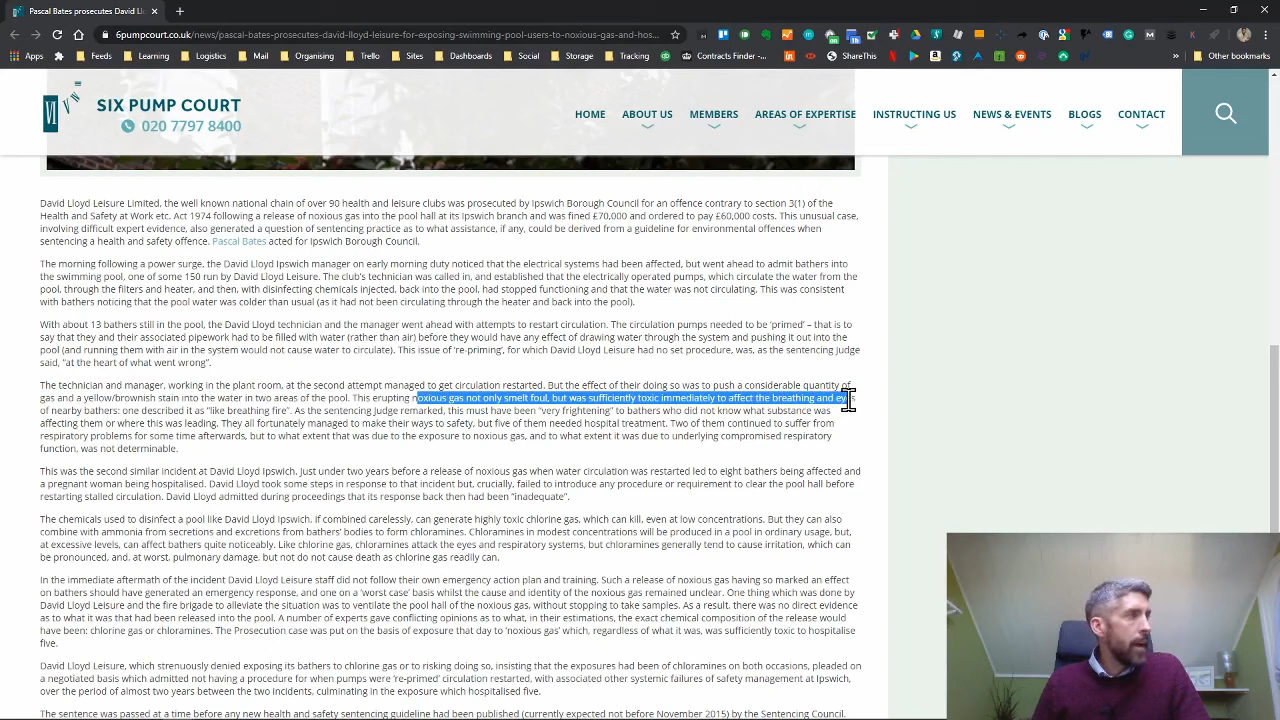 Pascal Bates prosecutes David Ll
6pumpcourt.co.uk/news/pascal-bates-prosecutes-david-lloyd-leisure-for-exposing-pool-users-to-noxious-gas-and-hos...
Apps Feeds Learning Logistics Mail Organising Trello Sites Dashboards Social Storage Tracking Contracts Finder -... ShareThis Other bookmarks
VI
SIX PUMP COURT
020 7797 8400
HOME ABOUT US MEMBERS AREAS OF EXPERTISE INSTRUCTING US NEWS & EVENTS BLOGS CONTACT
David Lloyd Leisure Limited, the well known national chain of over 90 health and leisure clubs was prosecuted by Ipswich Borough Council for an offence contrary to section 3(1) of the
Health and Safety at Work etc. Act 1974 following a release of noxious gas into the pool hall at its Ipswich branch and was fined £70,000 and ordered to pay £60,000 costs. This unusual case,
involving difficult expert evidence, also generated a question of sentencing practice as to what assistance, if any, could be derived from a guideline for environmental offences when
sentencing a health and safety offence. Pascal Bates acted for Ipswich Borough Council.
The morning following a power surge, the David Lloyd Ipswich manager on early morning duty noticed that the electrical systems had been affected, but went ahead to admit bathers into
the swimming pool, one of some 150 run by David Lloyd Leisure. The club's technician was called in, and established that the electrically operated pumps, which circulate the water from the
pool, through the filters and heater, and then, with disinfecting chemicals injected, back into the pool, had stopped functioning and that the water was not circulating. This was consistent
with bathers noticing that the pool water was colder than usual (as it had not been circulating through the heater and back into the pool).
With about 13 bathers still in the pool, the David Lloyd technician and the manager went ahead with attempts to restart circulation. The circulation pumps needed to be 'primed' – that is to
say that they and their associated pipework had to be filled with water (rather than air) before they would have any effect of drawing water through the system and pushing it out into the
pool (and running them with air in the system would not cause water to circulate). This issue of 're-priming', for which David Lloyd Leisure had no set procedure, was, as the sentencing Judge
said, "at the heart of what went wrong".
The technician and manager, working in the plant room, at the second attempt managed to get circulation restarted. But the effect of their doing so was to push a considerable quantity of
gas and a yellow/brownish stain into the water in two areas of the pool. This erupting noxious gas not only smelt foul, but was sufficiently toxic immediately to affect the breathing and eyes
of nearby bathers: one described it as "like breathing fire". As the sentencing Judge remarked, this must have been "very frightening" to bathers who did not know what substance was
affecting them or where this was leading. They all fortunately managed to make their ways to safety, but five of them needed hospital treatment. Two of them continued to suffer from
respiratory problems for some time afterwards, but to what extent that was due to the exposure to noxious gas, and to what extent it was due to underlying compromised respiratory
function, was not determinable.
This was the second similar incident at David Lloyd Ipswich. Just under two years before a release of noxious gas when water circulation was restarted led to eight bathers being affected and
a pregnant woman being hospitalised. David Lloyd took some steps in response to that incident but, crucially, failed to introduce any procedure or requirement to clear the pool hall before
restarting stalled circulation. David Lloyd admitted during proceedings that its response back then had been "inadequate".
The chemicals used to disinfect a pool like David Lloyd Ipswich. If combined carelessly, can generate highly toxic chlorine gas, which can kill, even at low concentrations. But they can also
combine with ammonia from secretions and excretions from bathers' bodies to form chloramines. Chloramines in modest concentrations will be produced in a pool in ordinary usage, but,
at excessive levels, can affect bathers quite noticeably. Like chlorine gas, chloramines attack the eyes and respiratory systems, but chloramines generally tend to cause irritation, which can
be pronounced, and, at worst, pulmonary damage, but not do not cause death as chlorine gas readily can.
In the immediate aftermath of the incident David Lloyd Leisure staff did not follow their own emergency action plan and training. Such a release of noxious gas having so marked an effect
on bathers should have generated an emergency response, and one on a 'worst case' basis whilst the cause and identity of the noxious gas remained unclear. One thing which was done by
David Lloyd Leisure and the fire brigade to alleviate the situation was to ventilate the pool hall of the noxious gas, without stopping to take samples. As a result, there was no direct evidence
as to what it was that had been released into the pool. A number of experts gave conflicting opinions as to what, in their estimations, the exact chemical composition of the release would
have been: chlorine gas or chloramines. The Prosecution case was put on the basis of exposure that day to 'noxious gas' which, regardless of what it was, was sufficiently toxic to hospitalise
five.
David Lloyd Leisure, which strenuously denied exposing its bathers to chlorine gas or to risking doing so, insisting that the exposures had been of chloramines on both occasions, pleaded on
a negotiated basis which admitted not having a procedure for when pumps were 're-primed' circulation restarted, with associated other systemic failures of safety management at Ipswich,
over the period of almost two years between the two incidents, culminating in the exposure which hospitalised five.
The sentence was passed at a time before any new health and safety sentencing guideline had been published (currently expected not before November 2015) by the Sentencing Council.